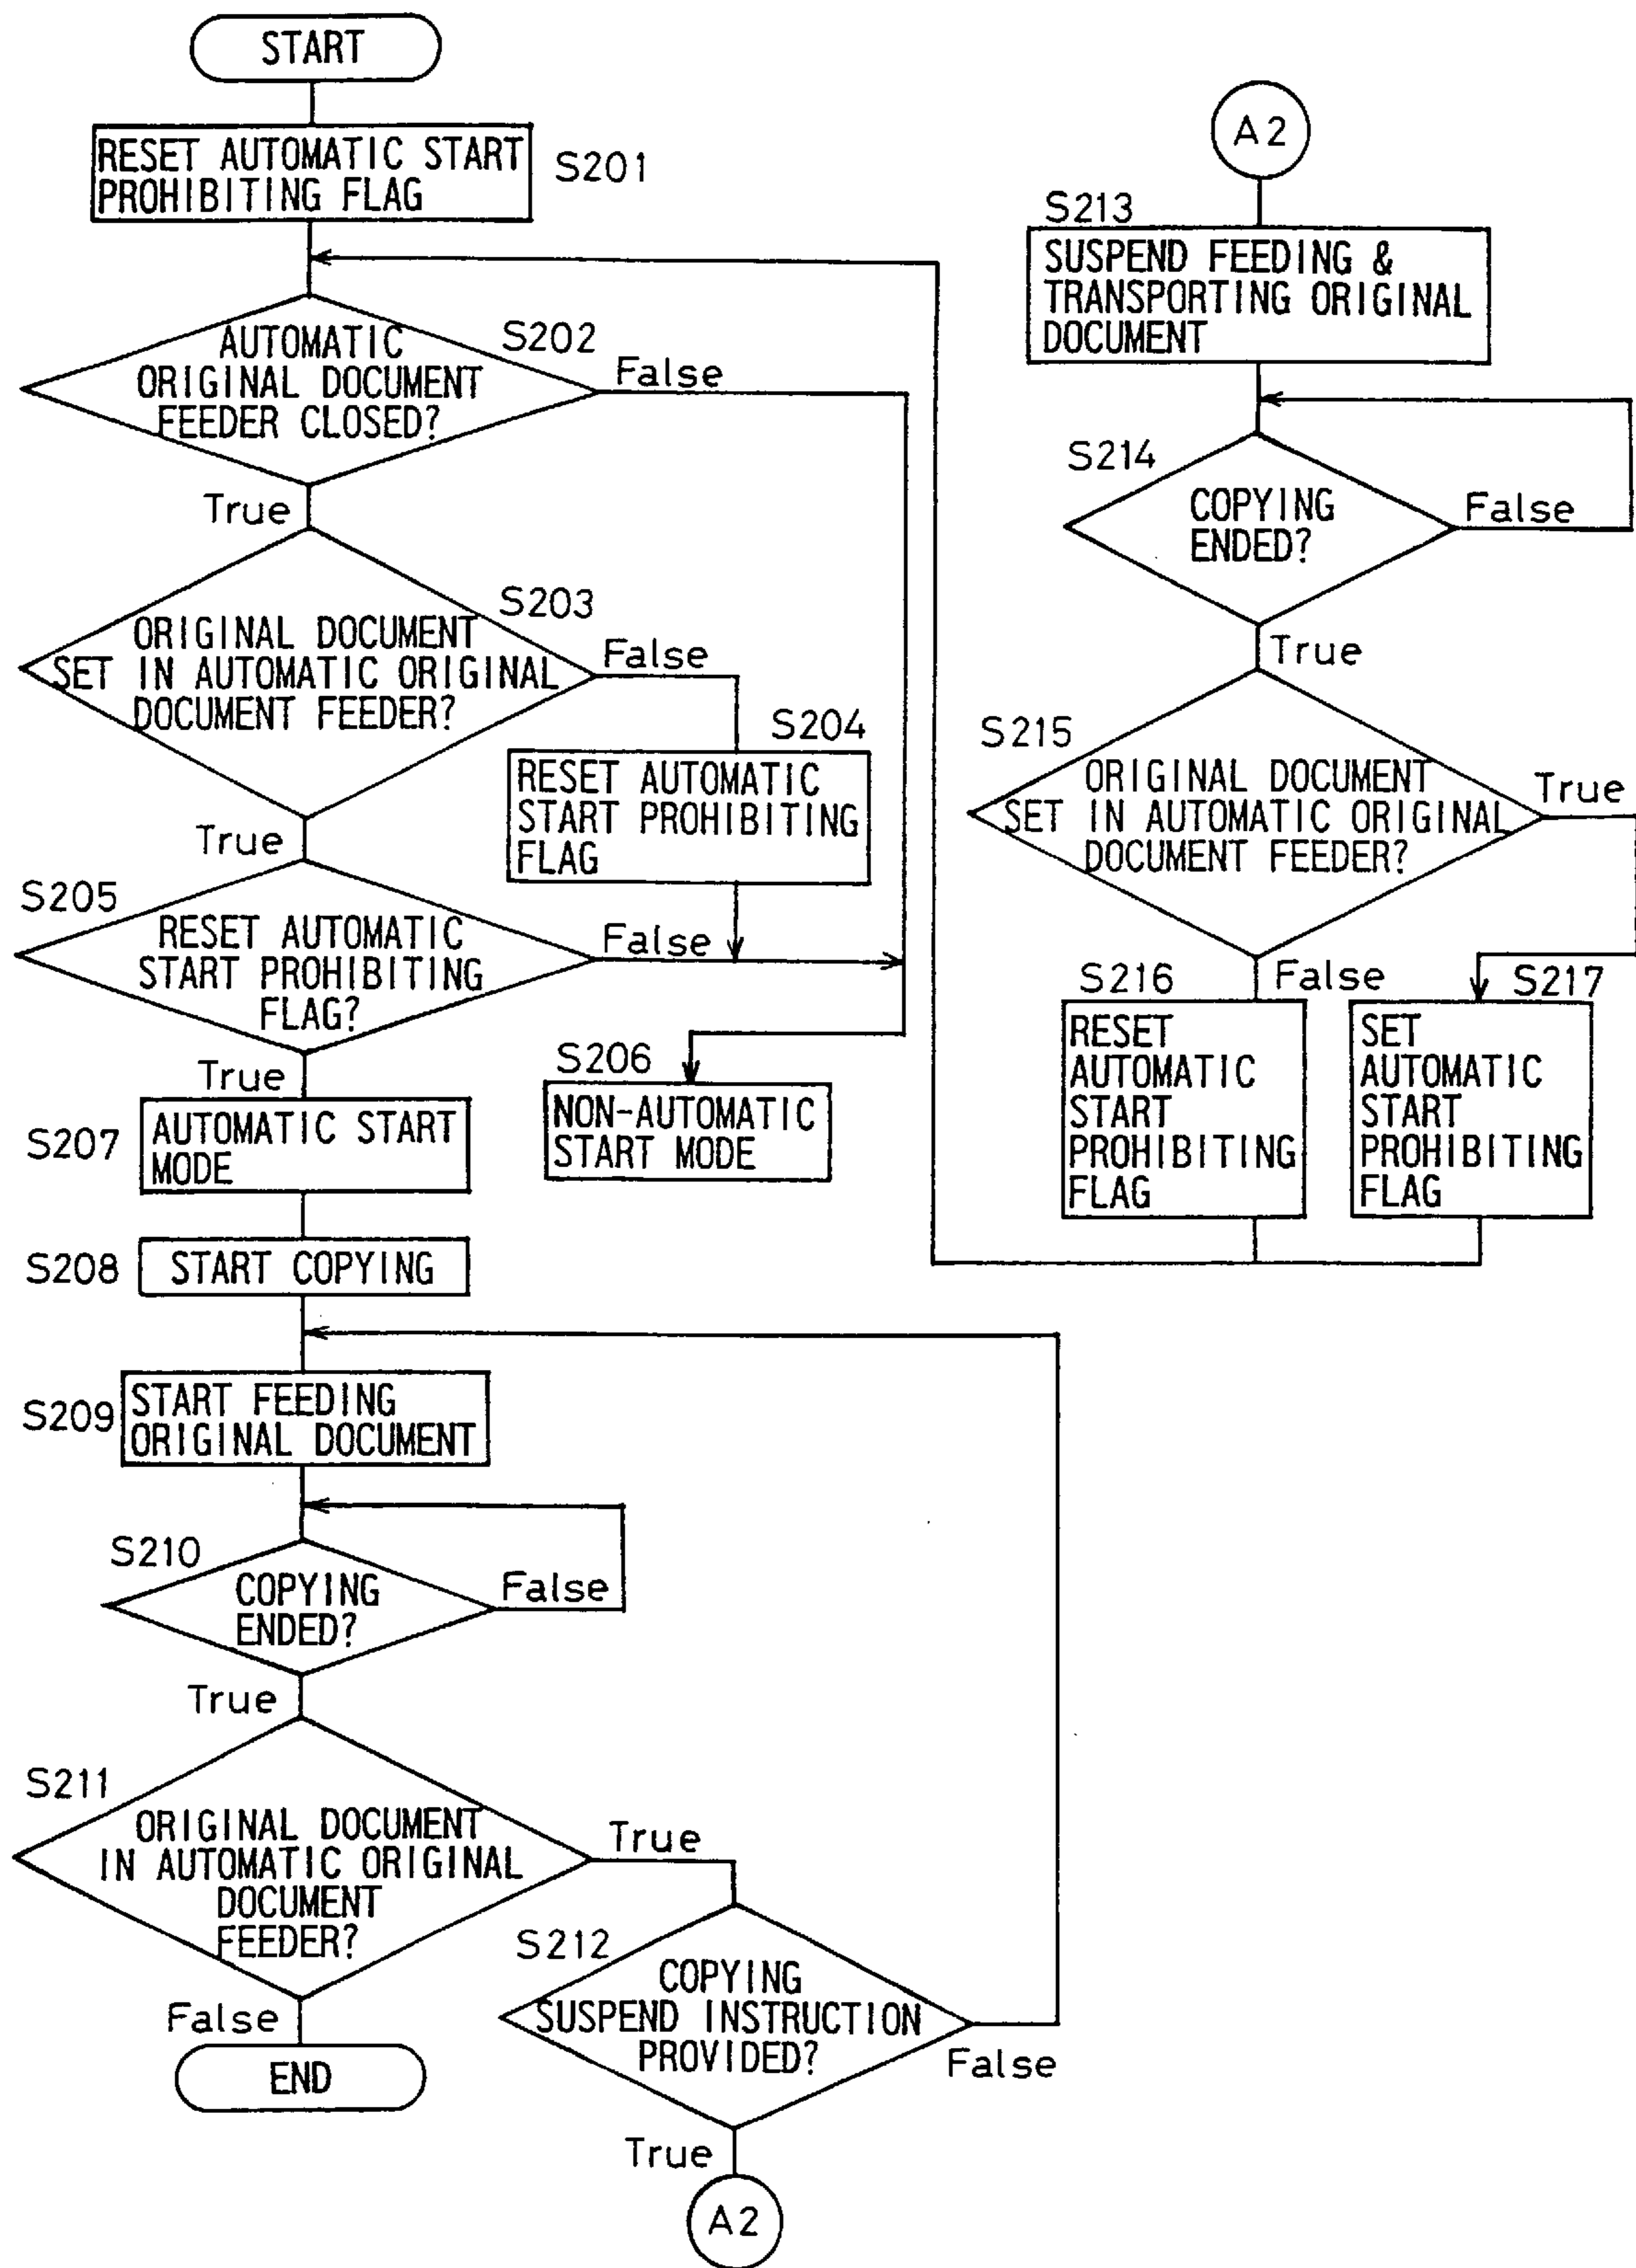 START
RESET AUTOMATIC START
PROHIBITING FLAG
S201
AUTOMATIC
ORIGINAL DOCUMENT
FEEDER CLOSED?
S202
False
True
ORIGINAL DOCUMENT
SET IN AUTOMATIC ORIGINAL
DOCUMENT FEEDER?
S203
False
S204
RESET AUTOMATIC
START PROHIBITING
FLAG
True
S205
RESET AUTOMATIC
START PROHIBITING
FLAG?
False
True
S206
NON-AUTOMATIC
START MODE
S207
AUTOMATIC START
MODE
S208
START COPYING
S209
START FEEDING
ORIGINAL DOCUMENT
S210
COPYING
ENDED?
False
True
S211
ORIGINAL DOCUMENT
IN AUTOMATIC ORIGINAL
DOCUMENT
FEEDER?
True
False
END
S212
COPYING
SUSPEND INSTRUCTION
PROVIDED?
False
True
A2
A2
S213
SUSPEND FEEDING &
TRANSPORTING ORIGINAL
DOCUMENT
S214
COPYING
ENDED?
False
True
S215
ORIGINAL DOCUMENT
SET IN AUTOMATIC ORIGINAL
DOCUMENT FEEDER?
True
False
S216
RESET
AUTOMATIC
START
PROHIBITING
FLAG
S217
SET
AUTOMATIC
START
PROHIBITING
FLAG